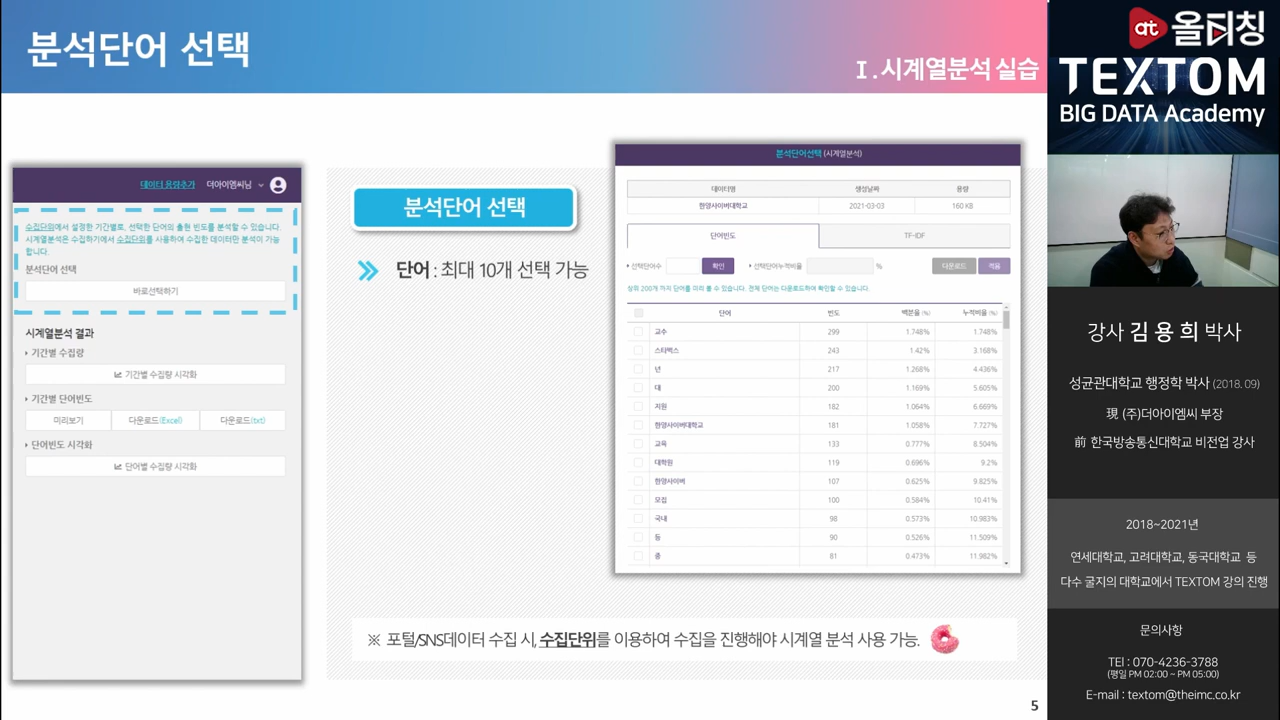 분석단어 선택
Ⅰ.시계열분석 실습
데이터 용량추가 더아이엠씨님
수집단위에서 설정한 기간별로, 선택한 단어의 출현 빈도를 분석할 수 있습니다.
시계열분석은 수집하기에서 수집단위를 사용하여 수집한 데이터만 분석이 가능
합니다.
분석단어 선택
바로선택하기
시계열분석 결과
기간별 수집량
기간별 수집량 시각화
기간별 단어빈도
미리보기 다운로드(Excel) 다운로드(txt)
단어빈도 시각화
단어별 수집량 시각화
분석단어 선택
단어 : 최대 10개 선택 가능
분석단어선택 (시계열분석)
데이터명 생성날짜 용량
한양사이버대학교 2021-03-03 160 KB
단어빈도 TF-IDF
선택단어수 확인 선택단어누적비율 % 다운로드 적용
상위 200개 까지 단어를 미리 볼 수 있습니다. 전체 단어는 다운로드하여 확인할 수 있습니다.
단어 빈도 백분율 (%) 누적비율 (%)
교수 299 1.748% 1.748%
스타벅스 243 1.42% 3.168%
년 217 1.268% 4.436%
대 200 1.169% 5.605%
지원 182 1.064% 6.669%
한양사이버대학교 181 1.058% 7.727%
교육 133 0.777% 8.504%
대학원 119 0.696% 9.2%
한양사이버 107 0.625% 9.825%
모집 100 0.584% 10.41%
국내 98 0.573% 10.983%
등 90 0.526% 11.509%
중 81 0.473% 11.982%
※ 포털/SNS데이터 수집 시, 수집단위를 이용하여 수집을 진행해야 시계열 분석 사용 가능.
5
at 올티칭
TEXTOM
BIG DATA Academy
강사 김 용 희 박사
성균관대학교 행정학 박사 (2018. 09)
現 (주)더아이엠씨 부장
前 한국방송통신대학교 비전업 강사
2018~2021년
연세대학교, 고려대학교, 동국대학교 등
다수 굴지의 대학교에서 TEXTOM 강의 진행
문의사항
TEl : 070-4236-3788
(평일 PM 02:00 ~ PM 05:00)
E-mail : textom@theimc.co.kr